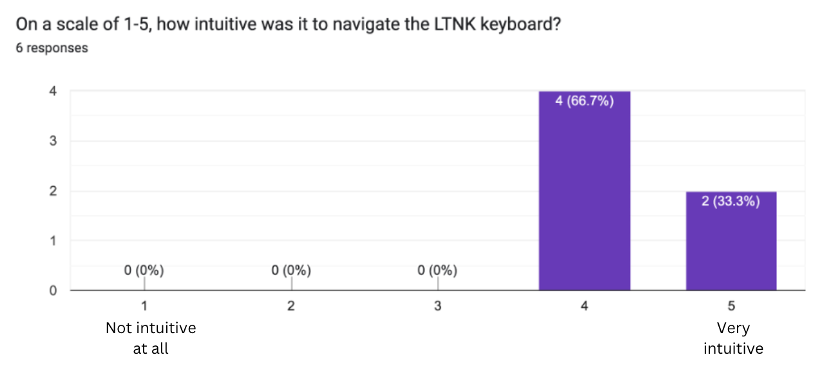 On a scale of 1-5, how intuitive was it to navigate the LTNK keyboard?
6 responses
4
3
2
1
0
0 (0%)
0 (0%)
0 (0%)
4 (66.7%)
2 (33.3%)
1
2
3
4
5
Not intuitive
at all
Very
intuitive